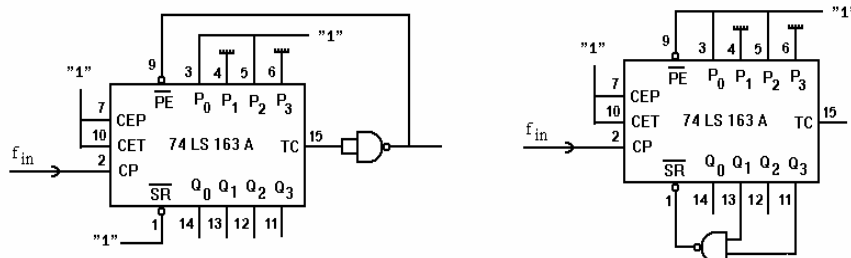 "1"
9 3 4 5 6
"1"
PE P0 P1 P2 P3
7 CEP
10 CET 74 LS 163 A TC 15
fin 2 CP
SR Q0 Q1 Q2 Q3
1 14 13 12 11
"1"
"1"
9 3 4 5 6
"1"
PE P0 P1 P2 P3
7 CEP
10 CET 74 LS 163 A TC 15
fin 2 CP
SR Q0 Q1 Q2 Q3
1 14 13 12 11